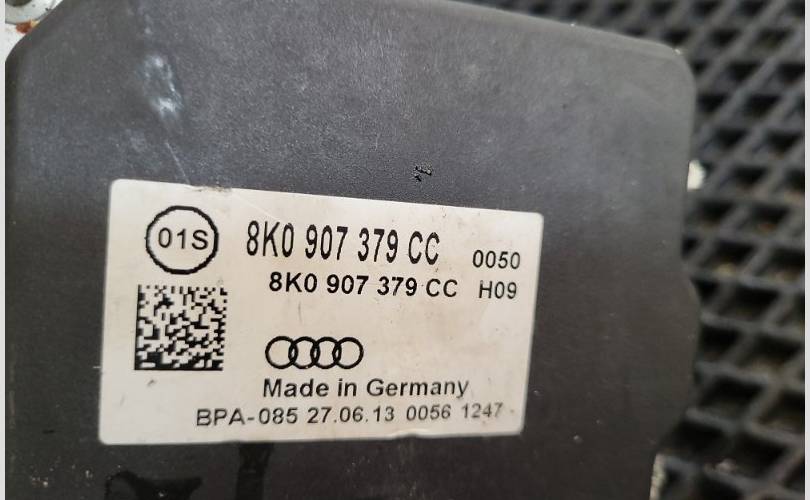 01S 8K0 907 379 CC 0050
8K0 907 379 CC H09
Made in Germany
BPA-085 27.06.13 0056 1247